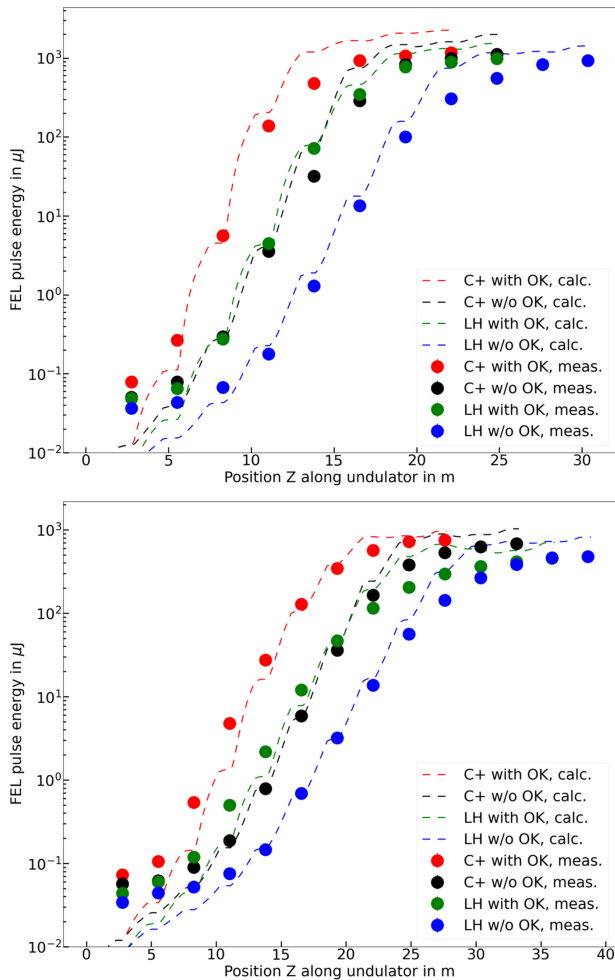 FEL pulse energy in μJ
10³
10²
10¹
10⁰
10⁻¹
10⁻²
C+ with OK, calc.
C+ w/o OK, calc.
LH with OK, calc.
LH w/o OK, calc.
C+ with OK, meas.
C+ w/o OK, meas.
LH with OK, meas.
LH w/o OK, meas.
0 5 10 15 20 25 30
Position Z along undulator in m
FEL pulse energy in μJ
10³
10²
10¹
10⁰
10⁻¹
10⁻²
C+ with OK, calc.
C+ w/o OK, calc.
LH with OK, calc.
LH w/o OK, calc.
C+ with OK, meas.
C+ w/o OK, meas.
LH with OK, meas.
LH w/o OK, meas.
0 5 10 15 20 25 30 35 40
Position Z along undulator in m